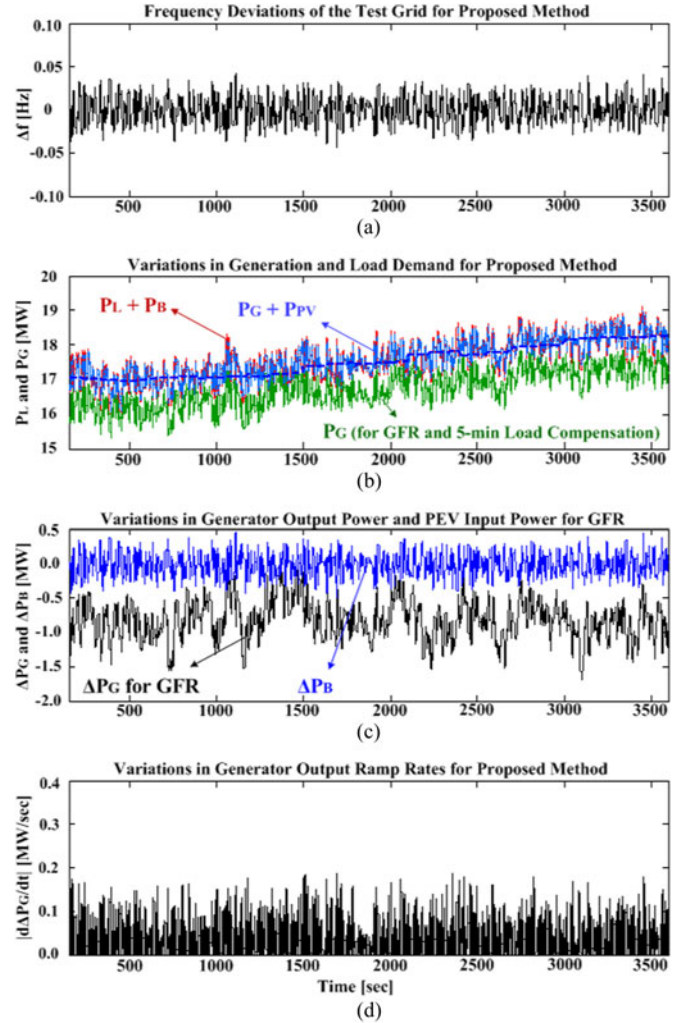 Frequency Deviations of the Test Grid for Proposed Method
Δf [Hz]
0.10
0.05
0
-0.05
-0.10
500 1000 1500 2000 2500 3000 3500
(a)
Variations in Generation and Load Demand for Proposed Method
PL and PG [MW]
20
19
18
17
16
15
PL + PB
PG + PPV
PG (for GFR and 5-min Load Compensation)
500 1000 1500 2000 2500 3000 3500
(b)
Variations in Generator Output Power and PEV Input Power for GFR
ΔPG and ΔPB [MW]
0.5
0.0
-0.5
-1.0
-1.5
-2.0
ΔPG for GFR
ΔPB
500 1000 1500 2000 2500 3000 3500
(c)
Variations in Generator Output Ramp Rates for Proposed Method
|dΔPG/dt| [MW/sec]
0.4
0.3
0.2
0.1
0.0
500 1000 1500 2000 2500 3000 3500
Time [sec]
(d)